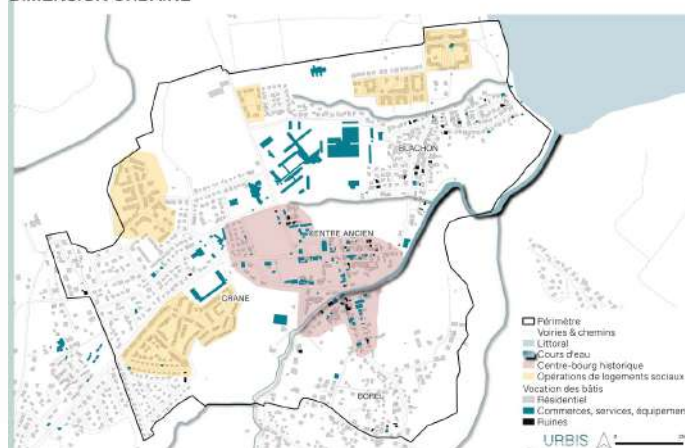 BLACHON
CENTRE ANCIEN
CRANE
BOREL
Périmètre
Voiries & chemins
Littoral
Cours d'eau
Centre-bourg historique
Opérations de logements sociaux
Vocation des bâtis
Résidentiel
Commerces, services, équipemen
Ruines
URBIS